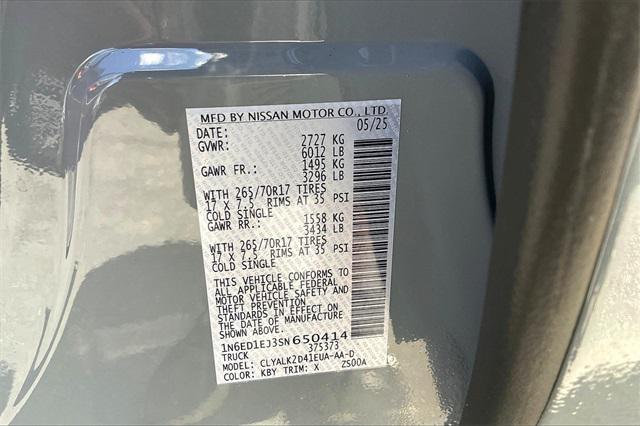 MFD BY NISSAN MOTOR CO., LTD.
DATE: 05/25
GVWR: 2727 KG
6012 LB
GAWR FR.: 1495 KG
3296 LB
WITH 265/70R17 TIRES
17 X 7.5 RIMS AT 35 PSI
COLD SINGLE
GAWR RR.: 1558 KG
3434 LB
WITH 265/70R17 TIRES
17 X 7.5 RIMS AT 35 PSI
COLD SINGLE
THIS VEHICLE CONFORMS TO
ALL APPLICABLE FEDERAL
MOTOR VEHICLE SAFETY AND
THEFT PREVENTION
STANDARDS IN EFFECT ON
THE DATE OF MANUFACTURE
SHOWN ABOVE.
1N6ED1EJ3SN650414
TRUCK 375373
MODEL: CLYALK2D41EUA-AA-D
COLOR: KBY TRIM: X ZS00A